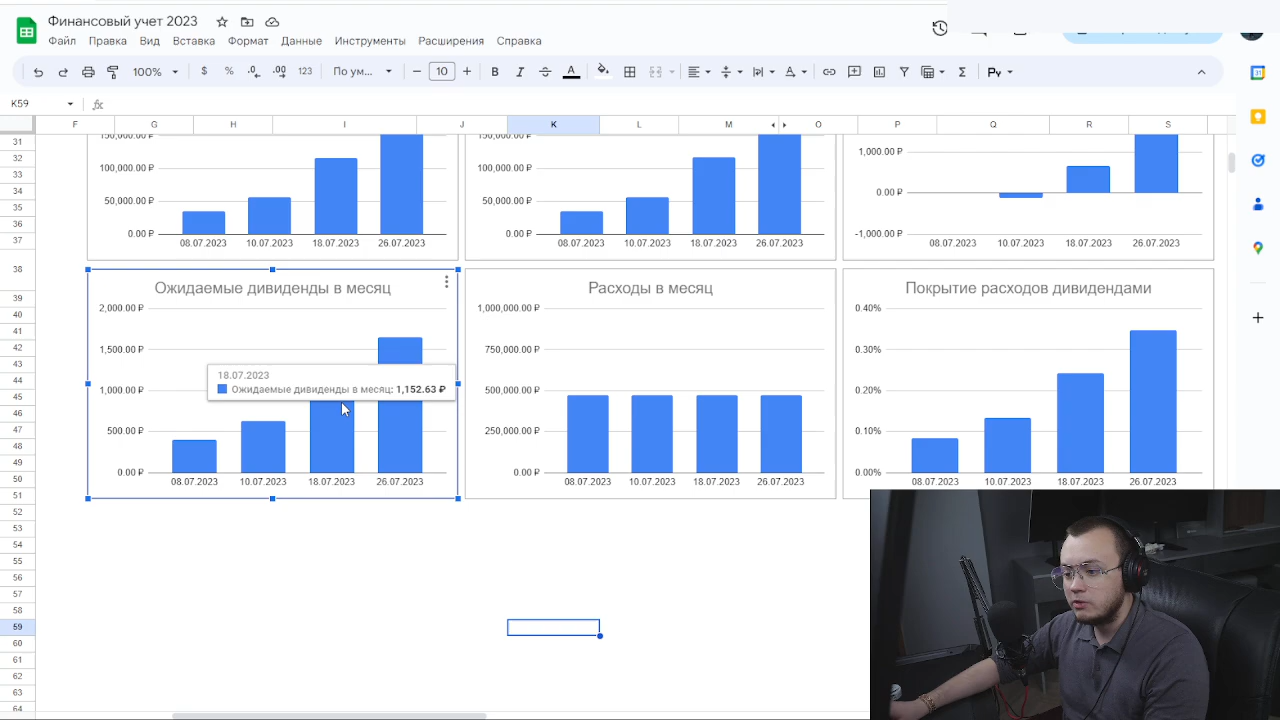 Финансовый учет 2023
Файл Правка Вид Вставка Формат Данные Инструменты Расширения Справка
100% $ % .0 .00 123 По ум... 10 B I A Pу
K59 fx
F G H I J K L M O P Q R S
31 32 33 34 35 36 37 38 39 40 41 42 43 44 45 46 47 48 49 50 51 52 53 54 55 56 57 58 59 60 61 62 63 64
100,000.00 ₽
50,000.00 ₽
0.00 ₽
08.07.2023 10.07.2023 18.07.2023 26.07.2023
100,000.00 ₽
50,000.00 ₽
0.00 ₽
08.07.2023 10.07.2023 18.07.2023 26.07.2023
1,000.00 ₽
0.00 ₽
-1,000.00 ₽
08.07.2023 10.07.2023 18.07.2023 26.07.2023
Ожидаемые дивиденды в месяц
2,000.00 ₽
1,500.00 ₽
1,000.00 ₽
500.00 ₽
0.00 ₽
18.07.2023
Ожидаемые дивиденды в месяц: 1,152.63 ₽
08.07.2023 10.07.2023 18.07.2023 26.07.2023
Расходы в месяц
1,000,000.00 ₽
750,000.00 ₽
500,000.00 ₽
250,000.00 ₽
0.00 ₽
08.07.2023 10.07.2023 18.07.2023 26.07.2023
Покрытие расходов дивидендами
0.40%
0.30%
0.20%
0.10%
0.00%
08.07.2023 10.07.2023 18.07.2023 26.07.2023